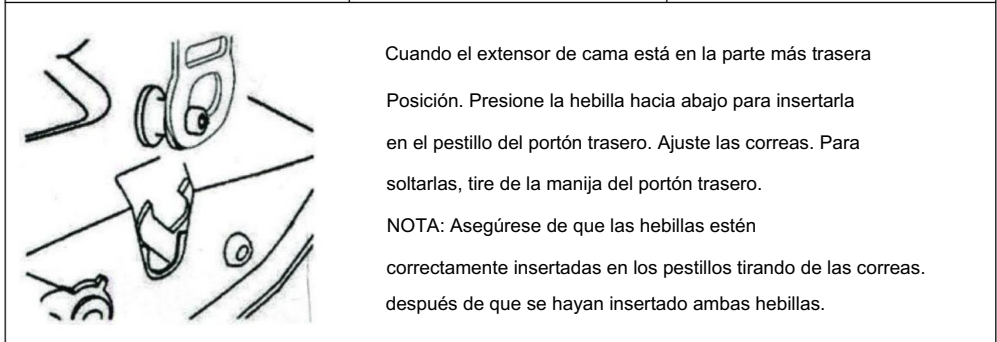 Cuando el extensor de cama está en la parte más trasera
Posición. Presione la hebilla hacia abajo para insertarla
en el pestillo del portón trasero. Ajuste las correas. Para
soltarlas, tire de la manija del portón trasero.
NOTA: Asegúrese de que las hebillas estén
correctamente insertadas en los pestillos tirando de las correas.
después de que se hayan insertado ambas hebillas.